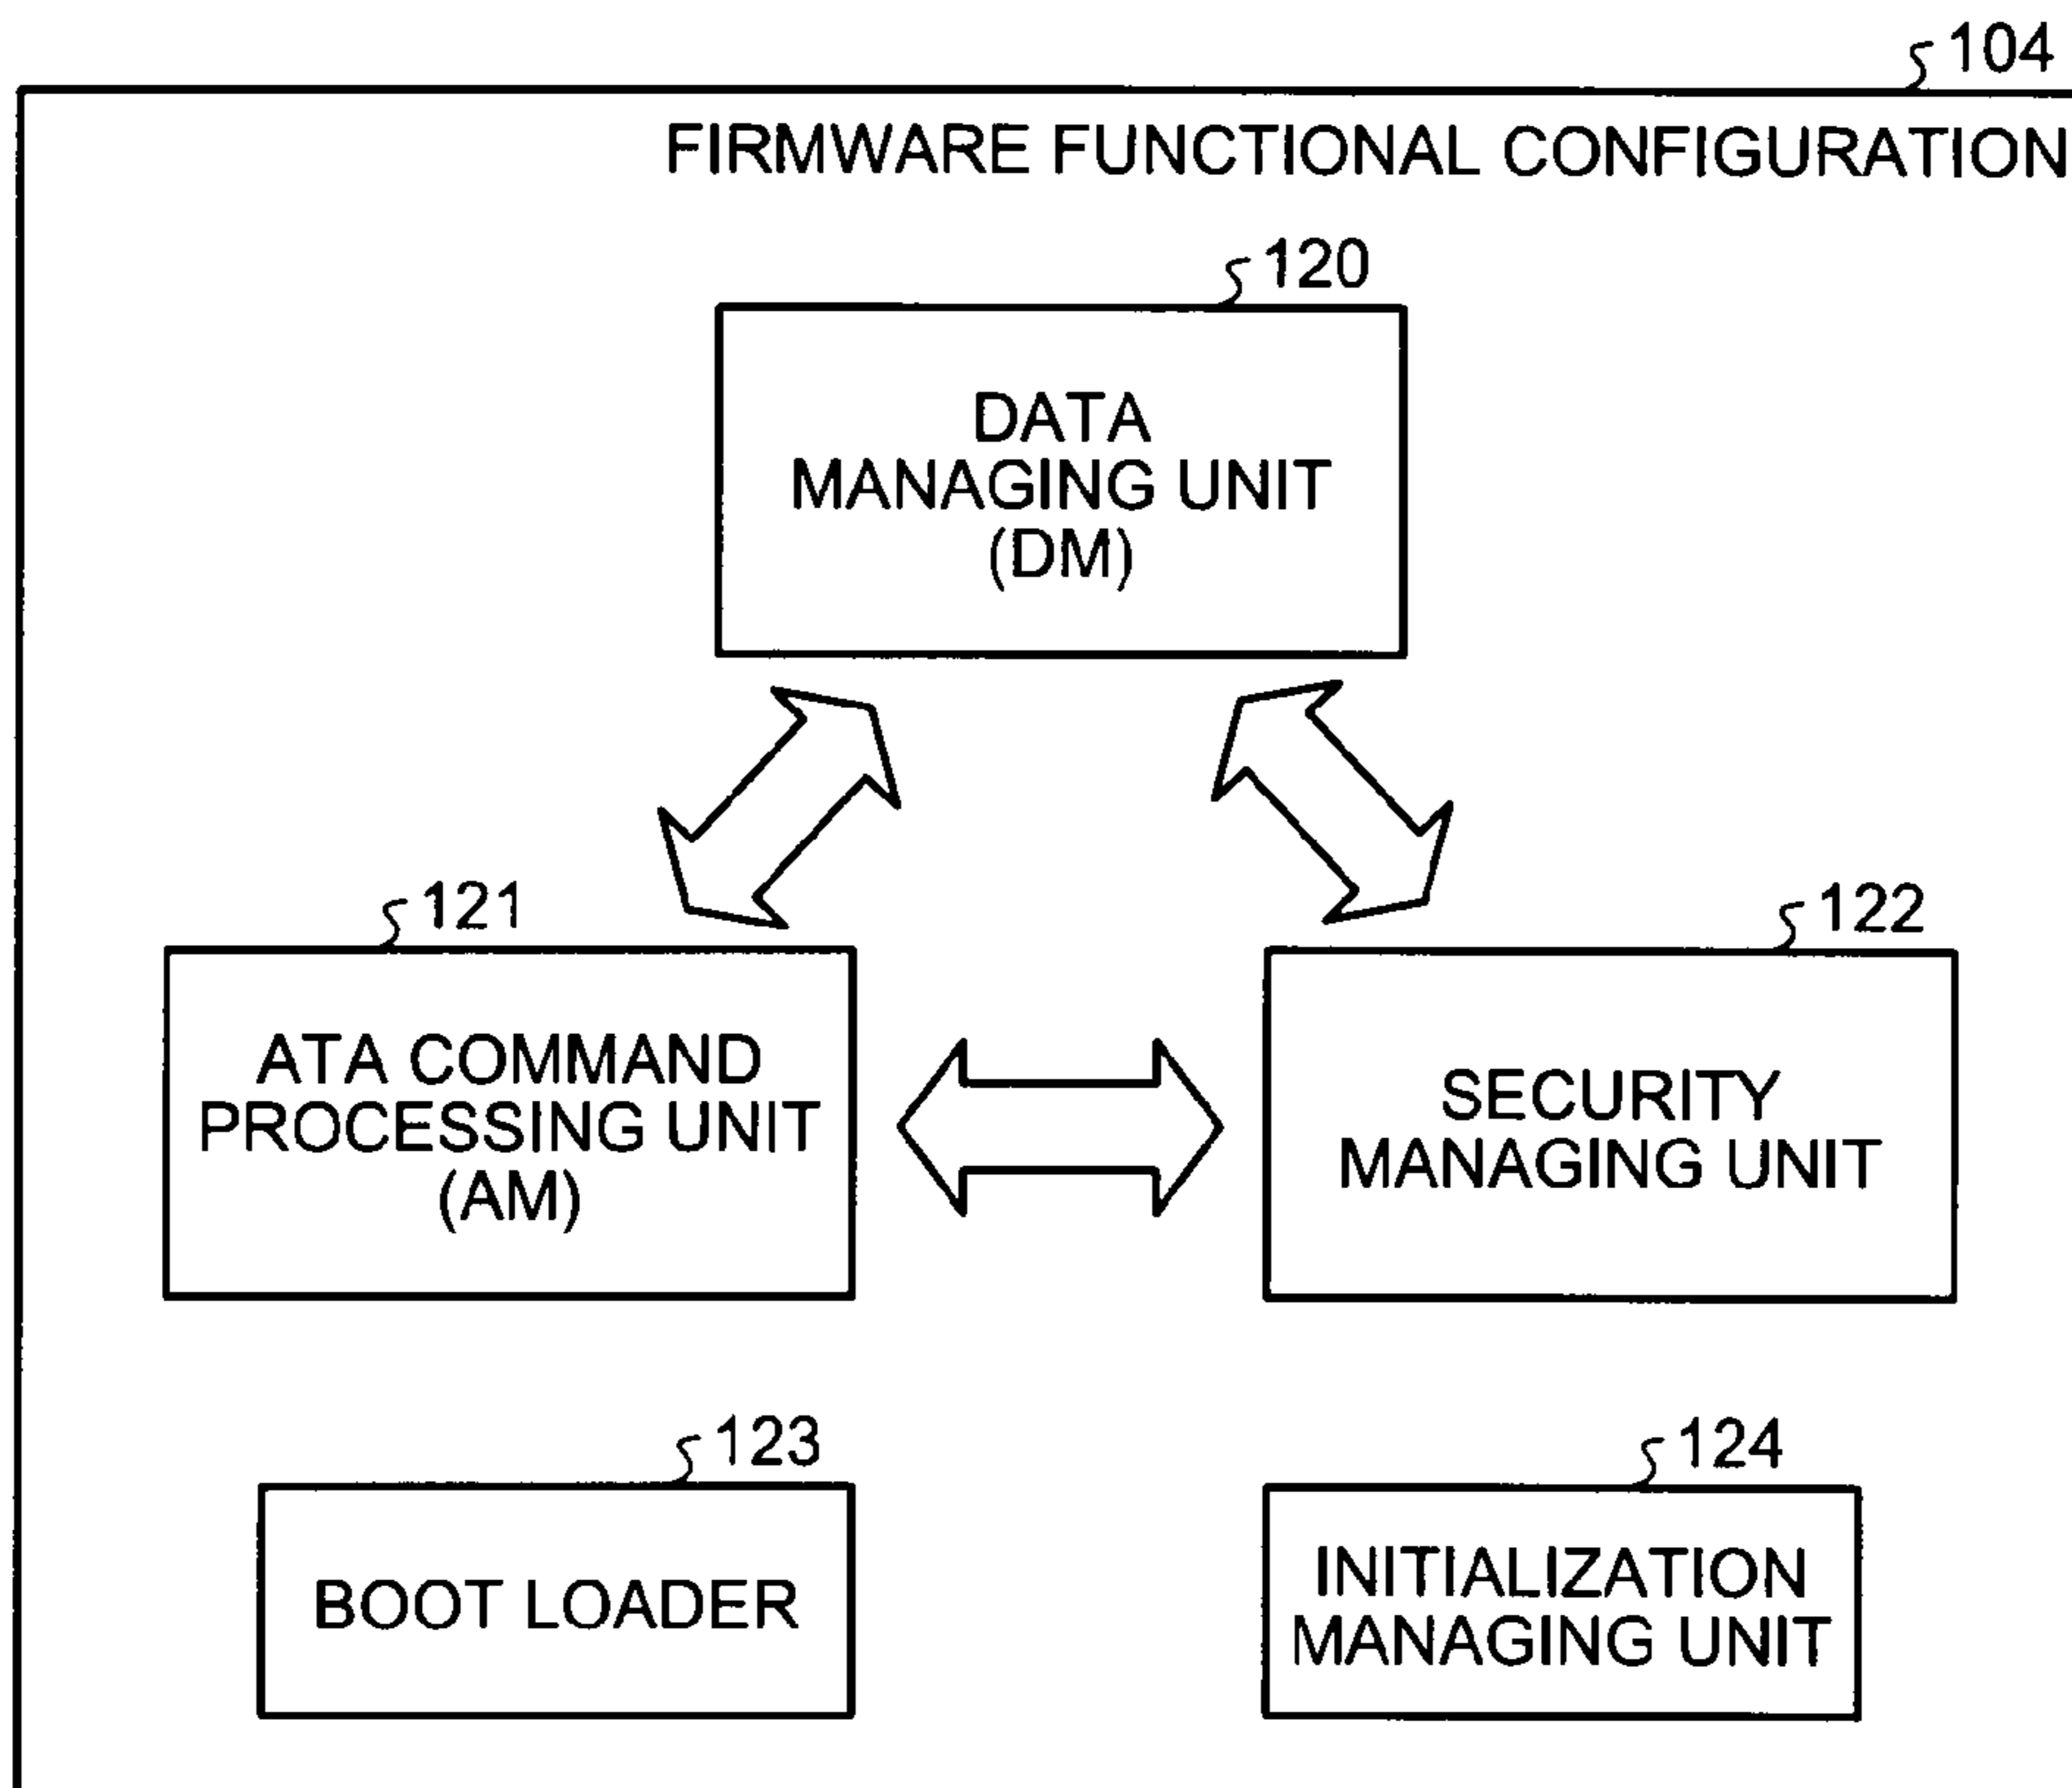 104
FIRMWARE FUNCTIONAL CONFIGURATION
120
DATA
MANAGING UNIT
(DM)
121
ATA COMMAND
PROCESSING UNIT
(AM)
122
SECURITY
MANAGING UNIT
123
BOOT LOADER
124
INITIALIZATION
MANAGING UNIT